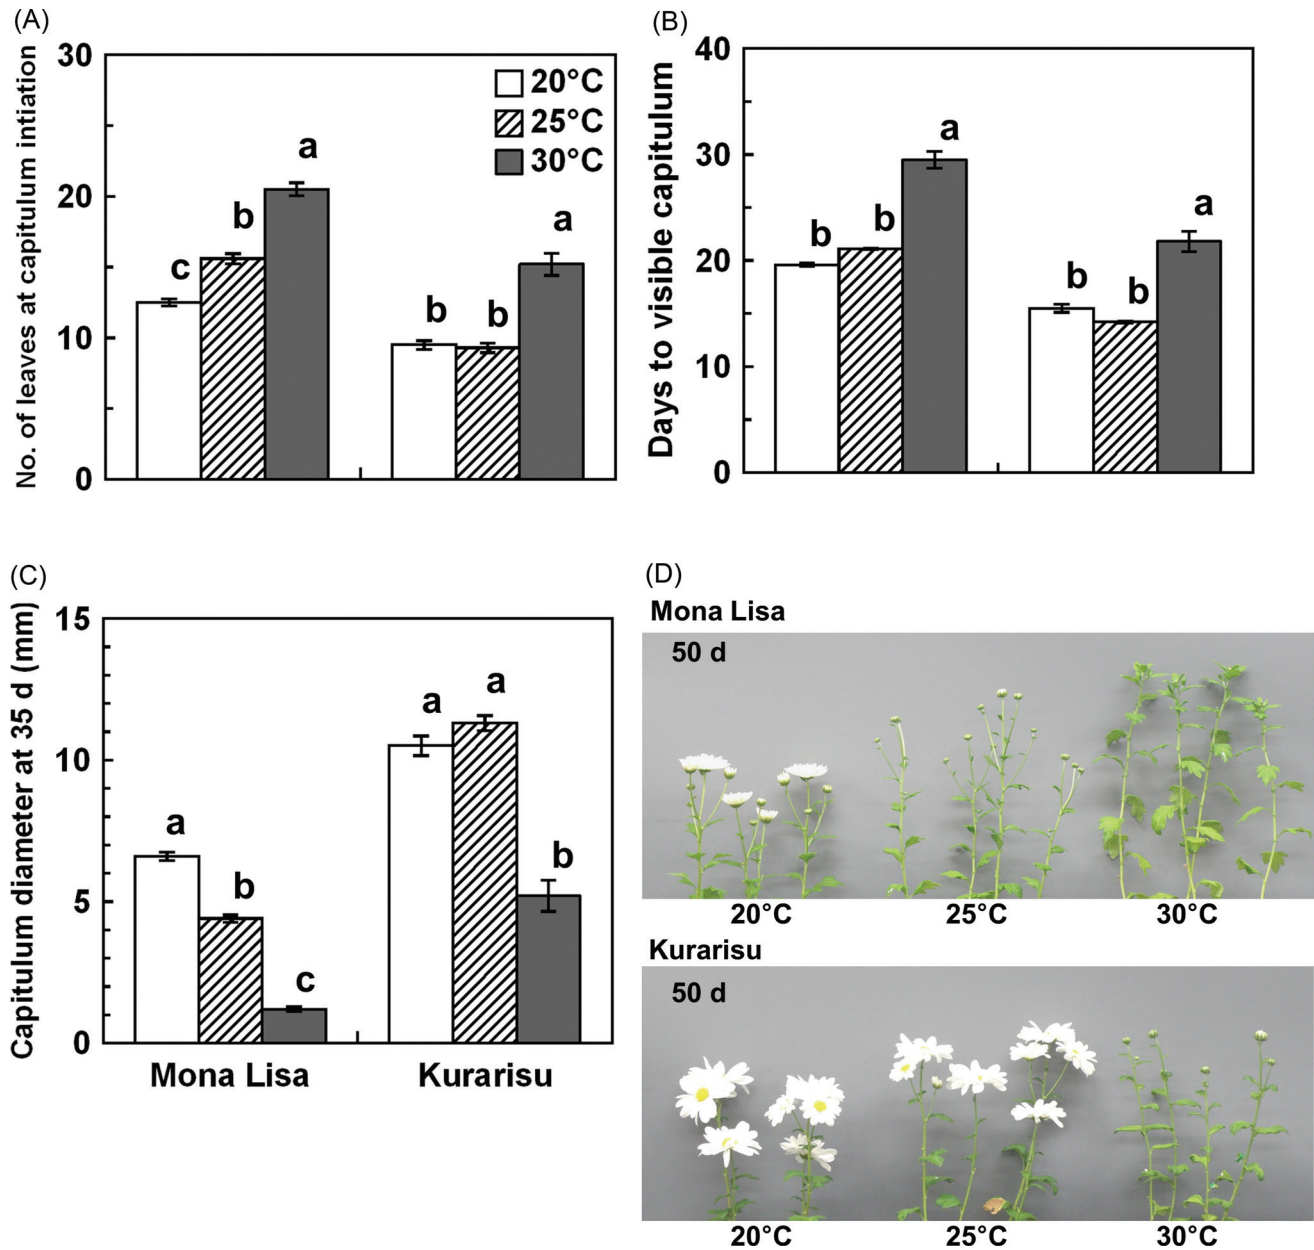 (A)
No. of leaves at capitulum intiation
30
20
10
0
20°C
25°C
30°C
c
b
a
b
b
a
(B)
Days to visible capitulum
40
30
20
10
0
b
b
a
b
b
a
(C)
Capitulum diameter at 35 d (mm)
15
10
5
0
a
b
c
a
a
b
Mona Lisa
Kurarisu
(D)
Mona Lisa
50 d
20°C
25°C
30°C
Kurarisu
50 d
20°C
25°C
30°C